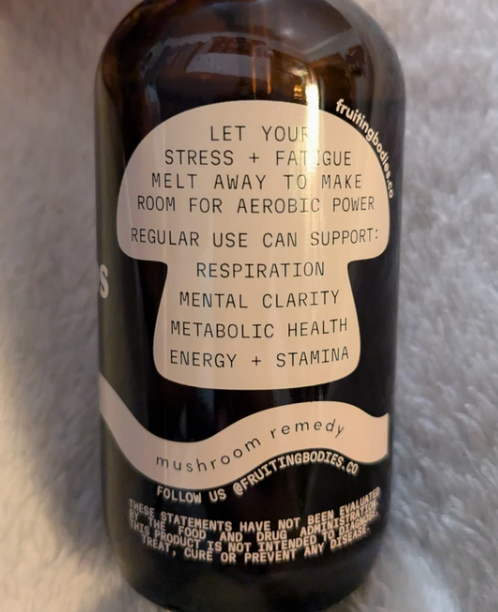 fruitingbodies.co
LET YOUR
STRESS + FATIGUE
MELT AWAY TO MAKE
ROOM FOR AEROBIC POWER
REGULAR USE CAN SUPPORT:
RESPIRATION
MENTAL CLARITY
METABOLIC HEALTH
ENERGY + STAMINA
S
mushroom remedy
FOLLOW US @FRUITINGBODIES.CO
THESE STATEMENTS HAVE NOT BEEN EVALUATED
BY THE FOOD AND DRUG ADMINISTRATION
THIS PRODUCT IS NOT INTENDED TO DIAGNOSE,
TREAT, CURE OR PREVENT ANY DISEASE.